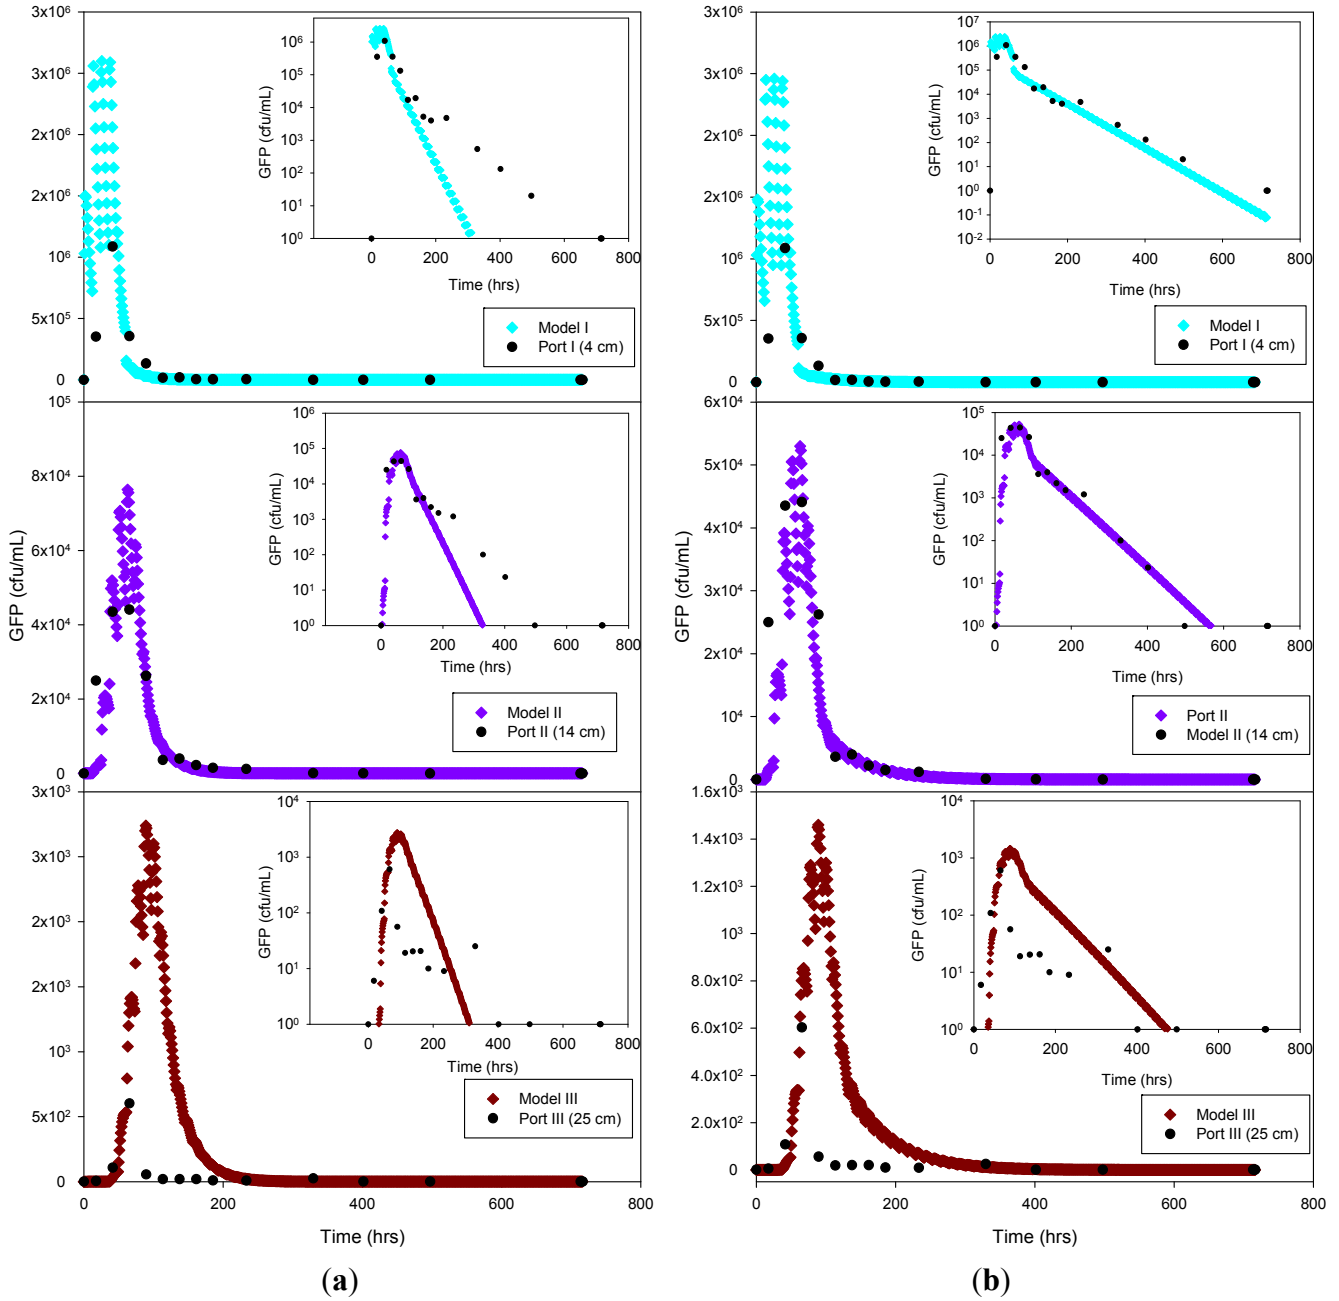 3x10⁶
3x10⁶
2x10⁶
2x10⁶
1x10⁶
5x10⁵
0
10⁶
10⁵
10⁴
10³
10²
10¹
10⁰
GFP (cfu/mL)
0 200 400 600 800
Time (hrs)
Model I
Port I (4 cm)
10⁵
8x10⁴
6x10⁴
4x10⁴
2x10⁴
0
GFP (cfu/mL)
10⁶
10⁵
10⁴
10³
10²
10¹
10⁰
GFP (cfu/mL)
0 200 400 600 800
Time (hrs)
Model II
Port II (14 cm)
3x10³
3x10³
2x10³
2x10³
1x10³
5x10²
0
10⁴
10³
10²
10¹
10⁰
GFP (cfu/mL)
0 200 400 600 800
Time (hrs)
Model III
Port III (25 cm)
0 200 400 600 800
Time (hrs)
(a)
3x10⁶
3x10⁶
2x10⁶
2x10⁶
1x10⁶
5x10⁵
0
10⁷
10⁶
10⁵
10⁴
10³
10²
10¹
10⁰
10⁻¹
10⁻²
GFP (cfu/mL)
0 200 400 600 800
Time (hrs)
Model I
Port I (4 cm)
6x10⁴
5x10⁴
4x10⁴
3x10⁴
2x10⁴
10⁴
0
GFP (cfu/mL)
10⁵
10⁴
10³
10²
10¹
10⁰
GFP (cfu/mL)
0 200 400 600 800
Time (hrs)
Port II
Model II (14 cm)
1.6x10³
1.4x10³
1.2x10³
1.0x10³
8.0x10²
6.0x10²
4.0x10²
2.0x10²
0
10⁴
10³
10²
10¹
10⁰
GFP (cfu/mL)
0 200 400 600 800
Time (hrs)
Model III
Port III (25 cm)
0 200 400 600 800
Time (hrs)
(b)